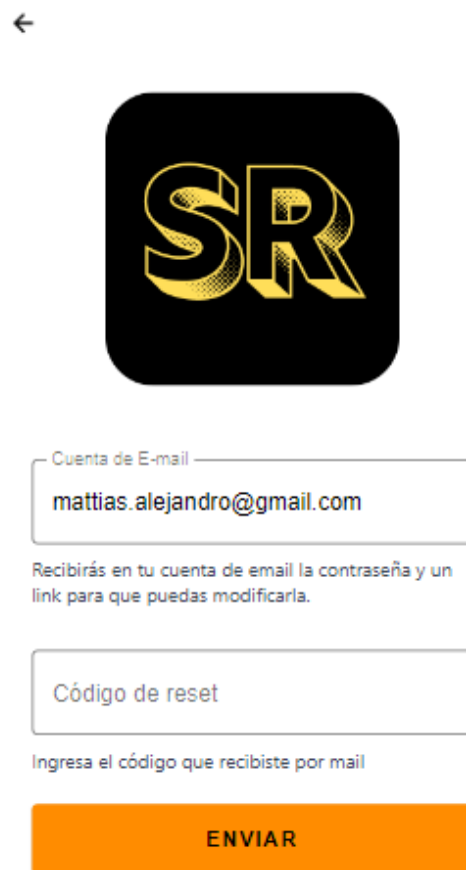 SR
Cuenta de E-mail
mattias.alejandro@gmail.com
Recibirás en tu cuenta de email la contraseña y un
link para que puedas modificarla.
Código de reset
Ingresa el código que recibiste por mail
ENVIAR